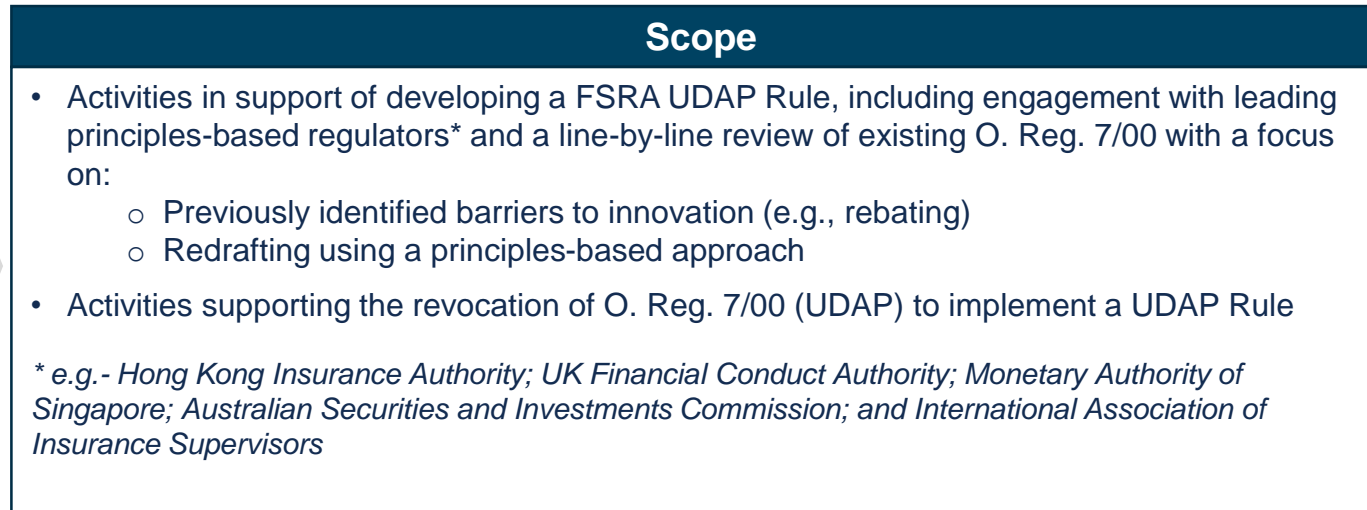 Scope
• Activities in support of developing a FSRA UDAP Rule, including engagement with leading
principles-based regulators* and a line-by-line review of existing O. Reg. 7/00 with a focus
on:
o Previously identified barriers to innovation (e.g., rebating)
o Redrafting using a principles-based approach
• Activities supporting the revocation of O. Reg. 7/00 (UDAP) to implement a UDAP Rule
* e.g.- Hong Kong Insurance Authority; UK Financial Conduct Authority; Monetary Authority of
Singapore; Australian Securities and Investments Commission; and International Association of
Insurance Supervisors